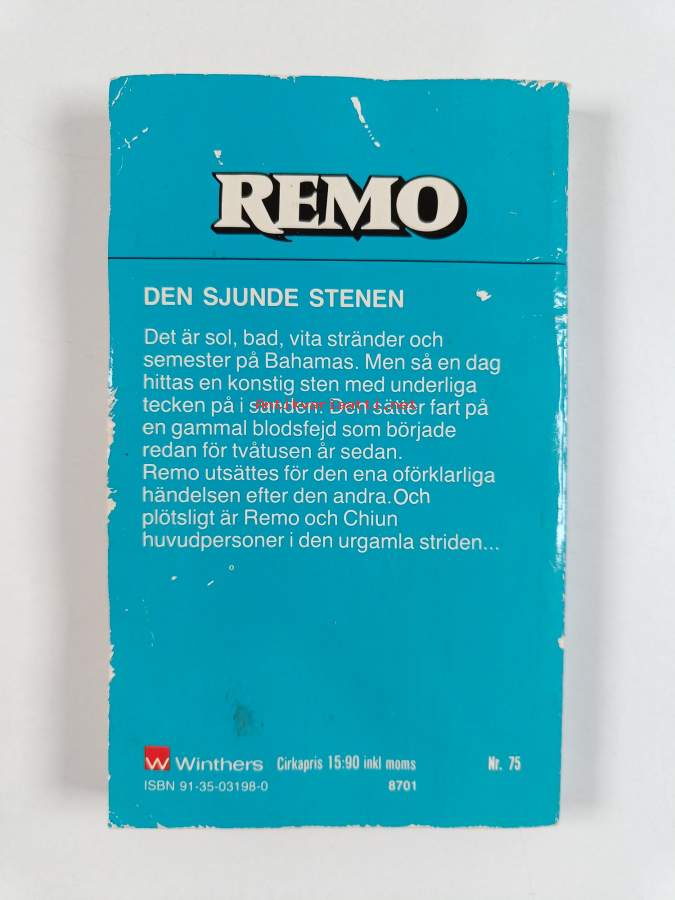 REMO
DEN SJUNDE STENEN
Det är sol, bad, vita stränder och
semester på Bahamas. Men så en dag
hittas en konstig sten med underliga
tecken på i sanden. Den sätter fart på
Antikvariaatti.net
en gammal blodsfejd som började
redan för tvåtusen år sedan.
Remo utsättes för den ena oförklarliga
händelsen efter den andra.Och
plötsligt är Remo och Chiun
huvudpersoner i den urgamla striden...
W Winthers Cirkapris 15:90 inkl moms Nr. 75
ISBN 91-35-03198-0 8701